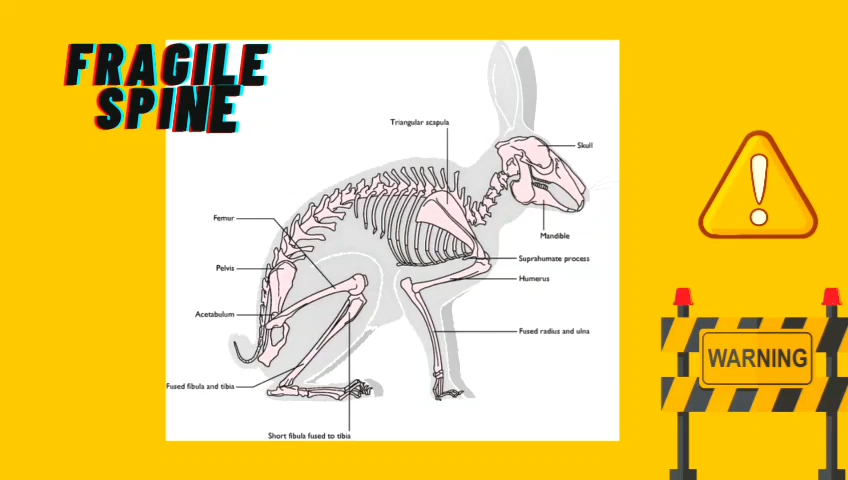 FRAGILE
SPINE
Triangular scapula
Skull
Femur
Mandible
Pelvis
Suprahumate process
Humerus
Acetabulum
Fused radius and ulna
WARNING
Fused fibula and tibia
Short fibula fused to tibia